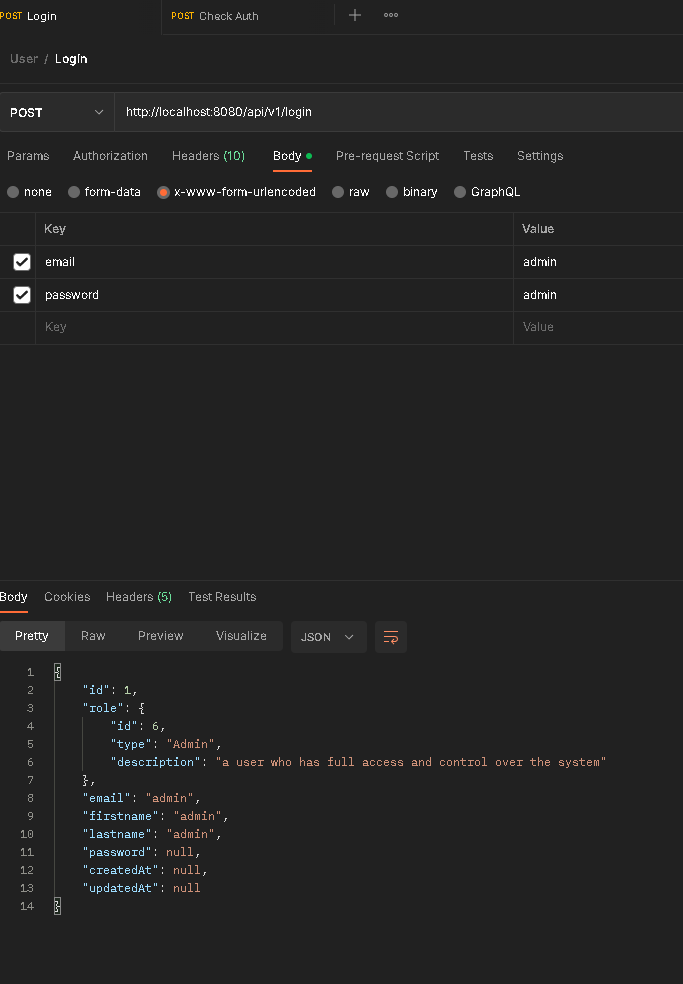 POST Login POST Check Auth
User / Login
POST http://localhost:8080/api/v1/login
Params Authorization Headers (10) Body Pre-request Script Tests Settings
none form-data x-www-form-urlencoded raw binary GraphQL
Key Value
email admin
password admin
Key Value
Body Cookies Headers (5) Test Results
Pretty Raw Preview Visualize JSON
1 {
2 "id": 1,
3 "role": {
4 "id": 6,
5 "type": "Admin",
6 "description": "a user who has full access and control over the system"
7 },
8 "email": "admin",
9 "firstname": "admin",
10 "lastname": "admin",
11 "password": null,
12 "createdAt": null,
13 "updatedAt": null
14 }